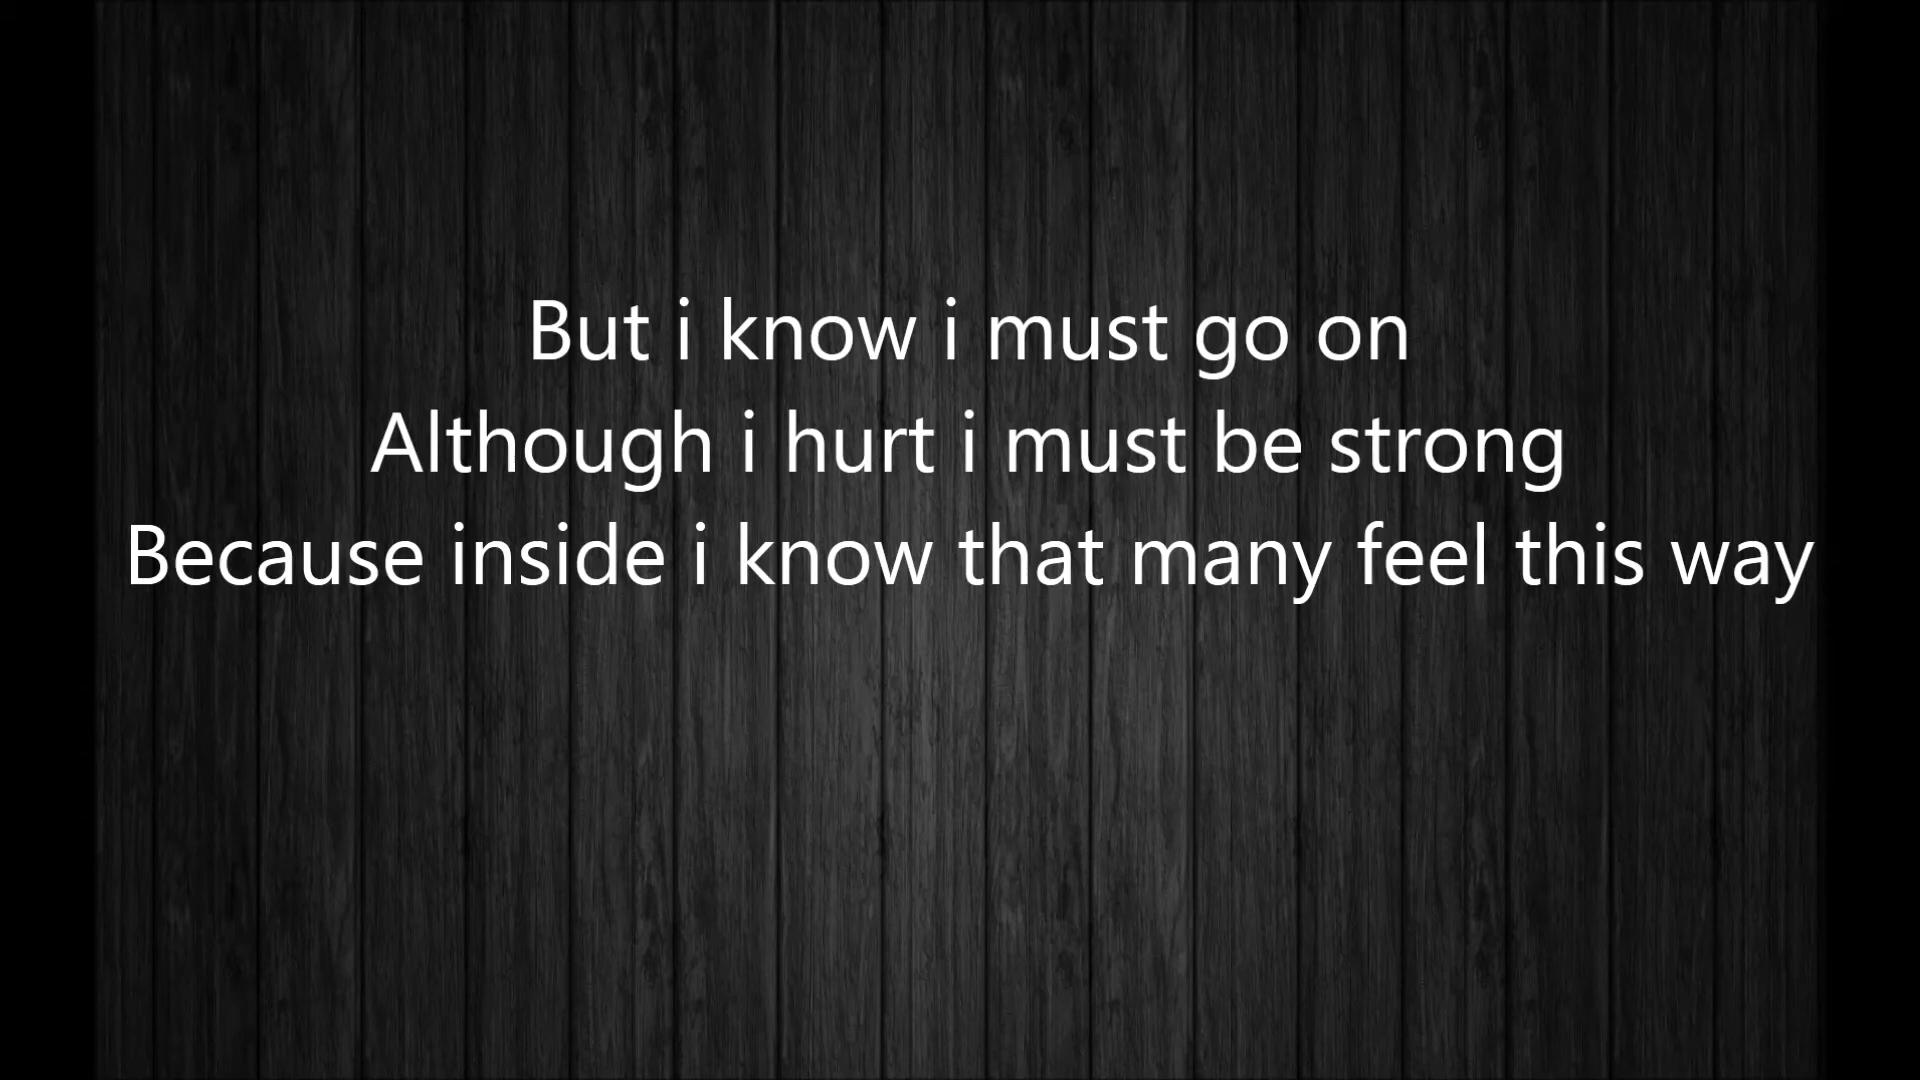 But i know i must go on
Although i hurt i must be strong
Because inside i know that many feel this way